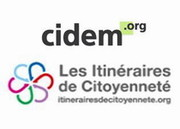 cidem.org
Les Itinéraires
de Citoyenneté
itinerairesdecitoyennete.org